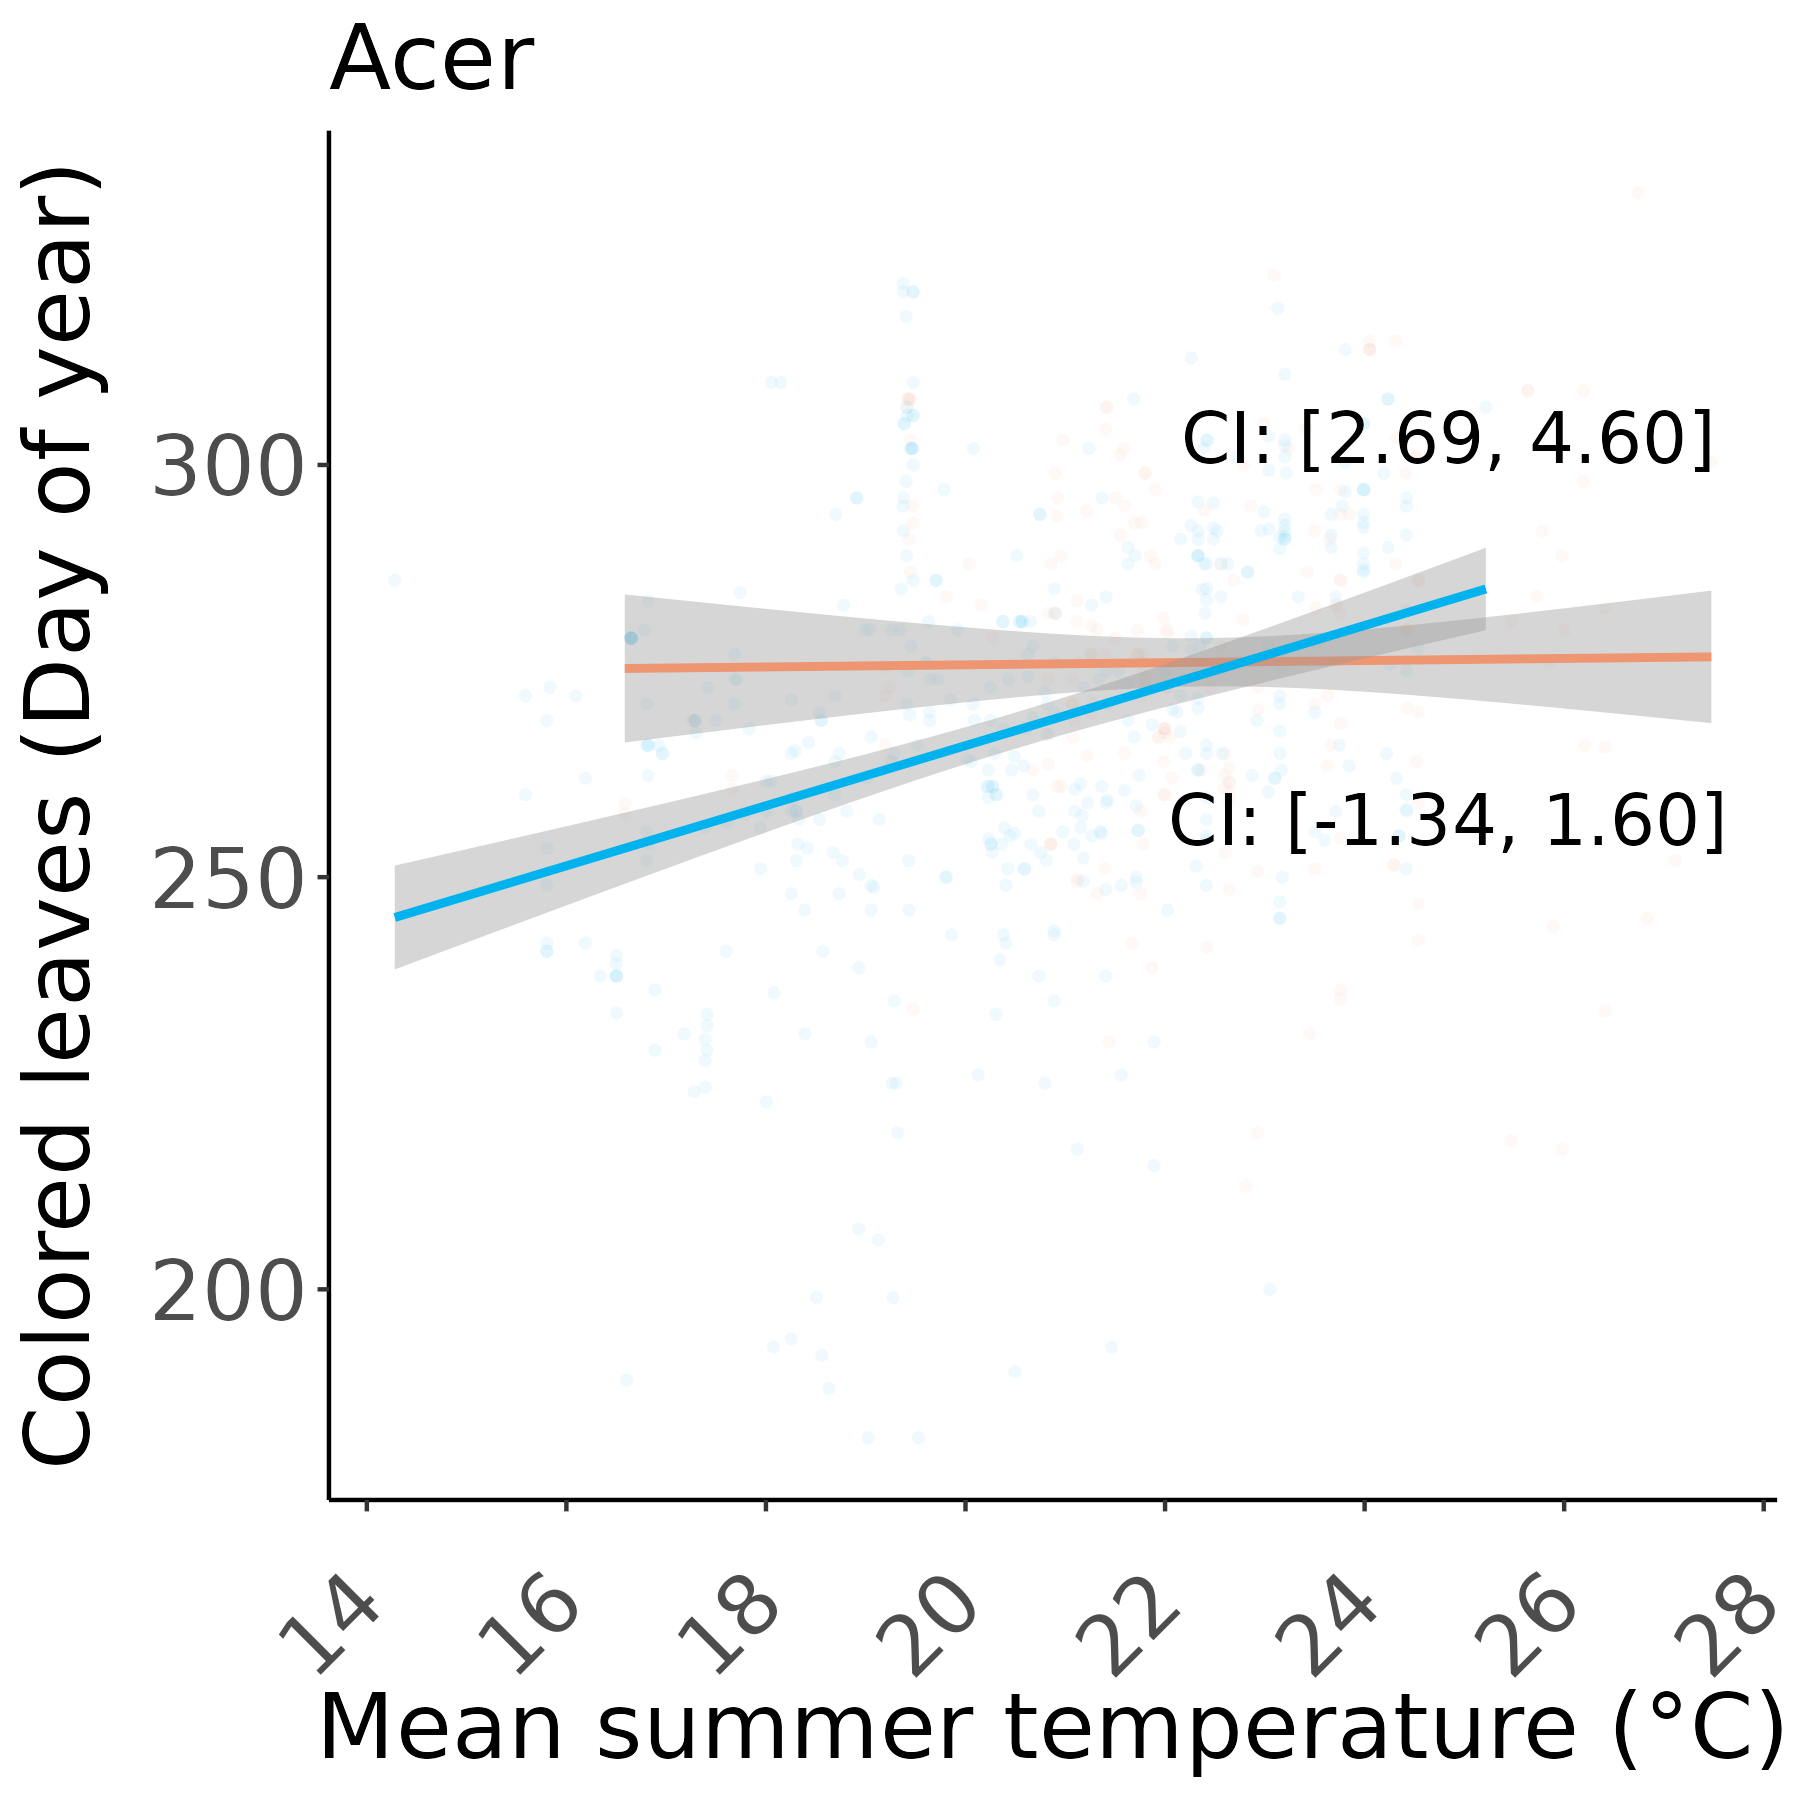 Acer
Colored leaves (Day of year)
300
250
200
CI: [2.69, 4.60]
CI: [-1.34, 1.60]
14 16 18 20 22 24 26 28
Mean summer temperature (°C)